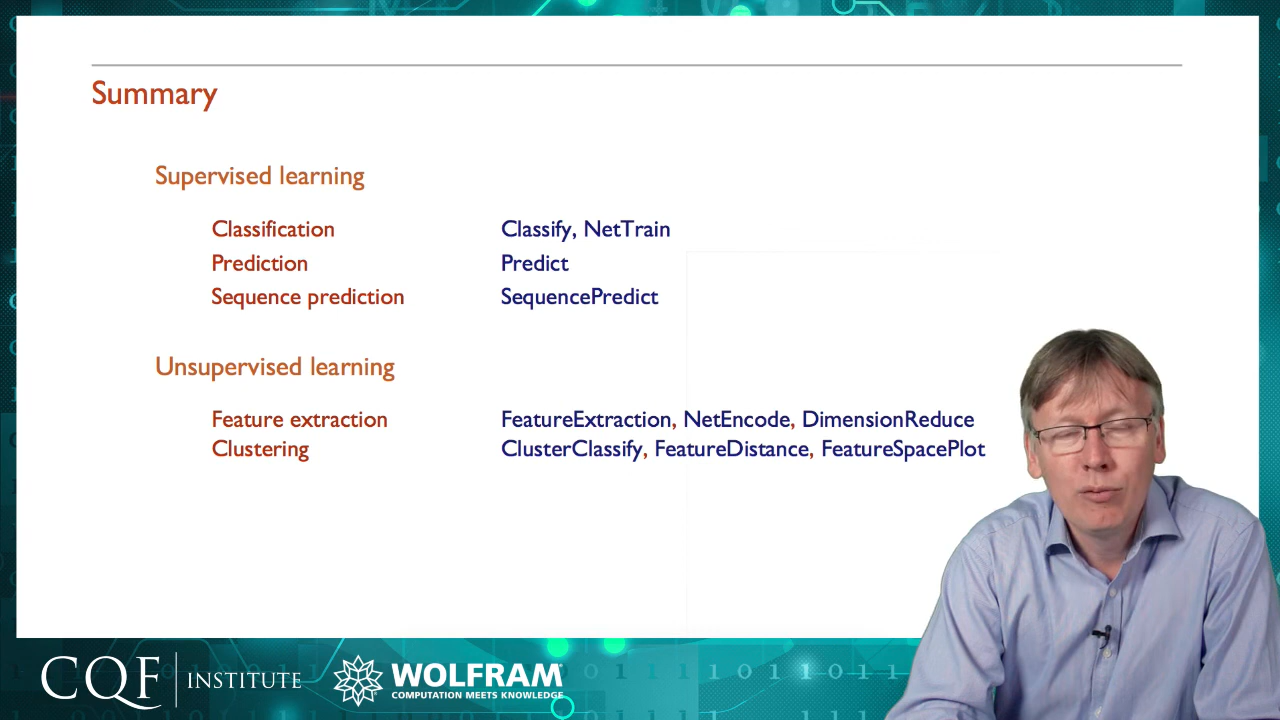 Summary
Supervised learning
Classification Classify, NetTrain
Prediction Predict
Sequence prediction SequencePredict
Unsupervised learning
Feature extraction FeatureExtraction, NetEncode, DimensionReduce
Clustering ClusterClassify, FeatureDistance, FeatureSpacePlot
CQF INSTITUTE
WOLFRAM
COMPUTATION MEETS KNOWLEDGE